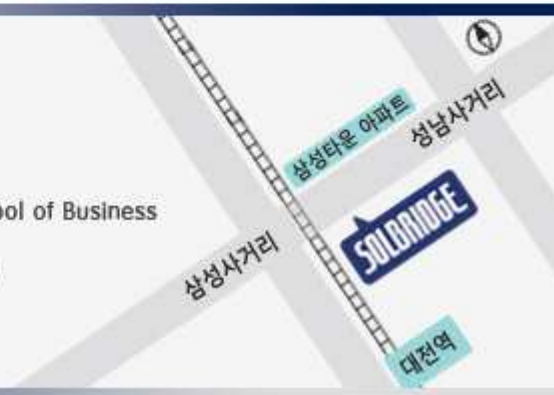 삼성타운 아파트
성남사거리
ool of Business
SOLBRIDGE
삼성사거리
대전역